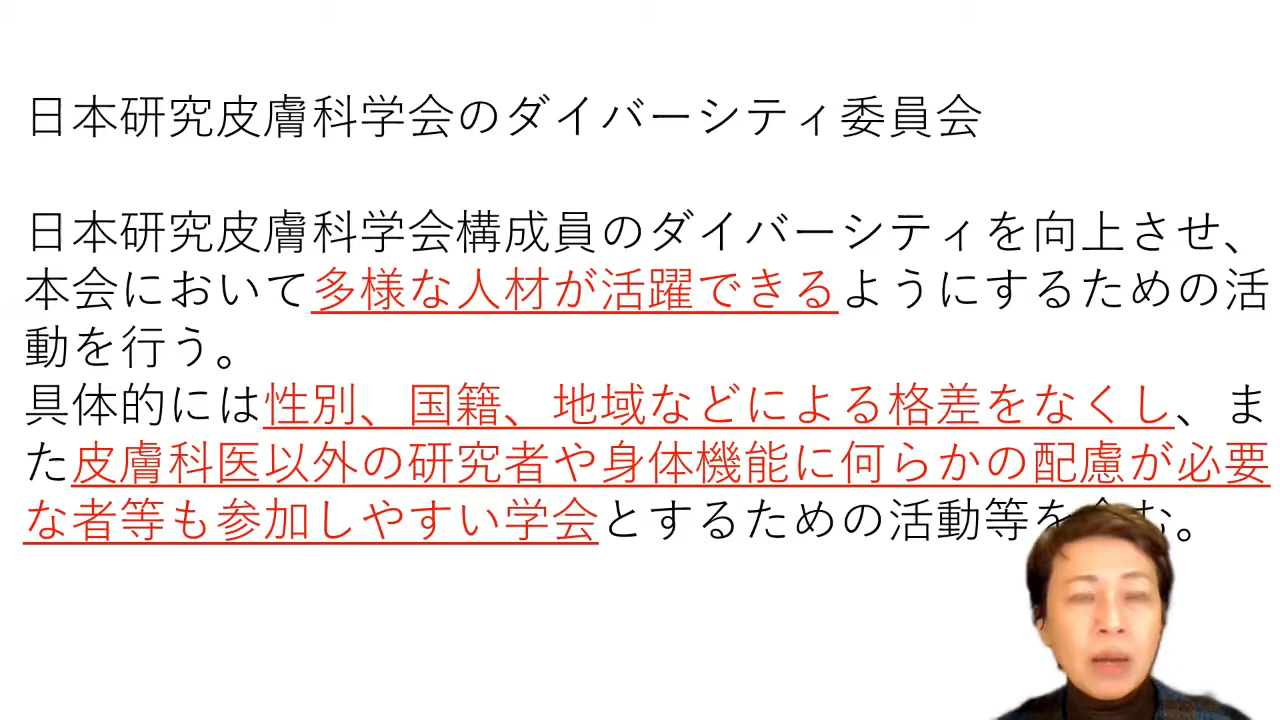 日本研究皮膚科学会のダイバーシティ委員会
日本研究皮膚科学会構成員のダイバーシティを向上させ、
本会において多様な人材が活躍できるようにするための活
動を行う。
具体的には性別、国籍、地域などによる格差をなくし、ま
た皮膚科医以外の研究者や身体機能に何らかの配慮が必要
な者等も参加しやすい学会とするための活動等を含む。